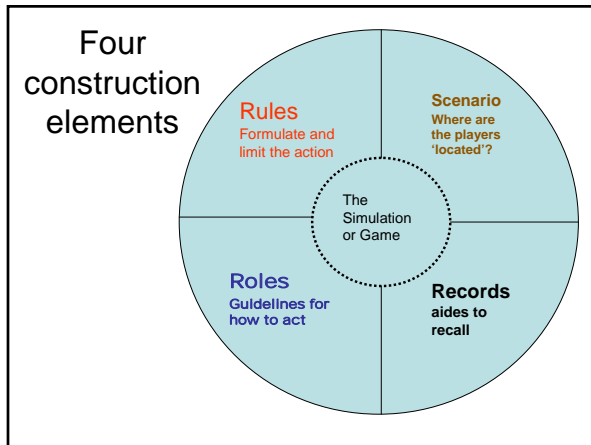 Four
construction
elements
Rules
Formulate and
limit the action
Scenario
Where are
the players
‘located’?
The
Simulation
or Game
Roles
Guidelines for
how to act
Records
aides to
recall